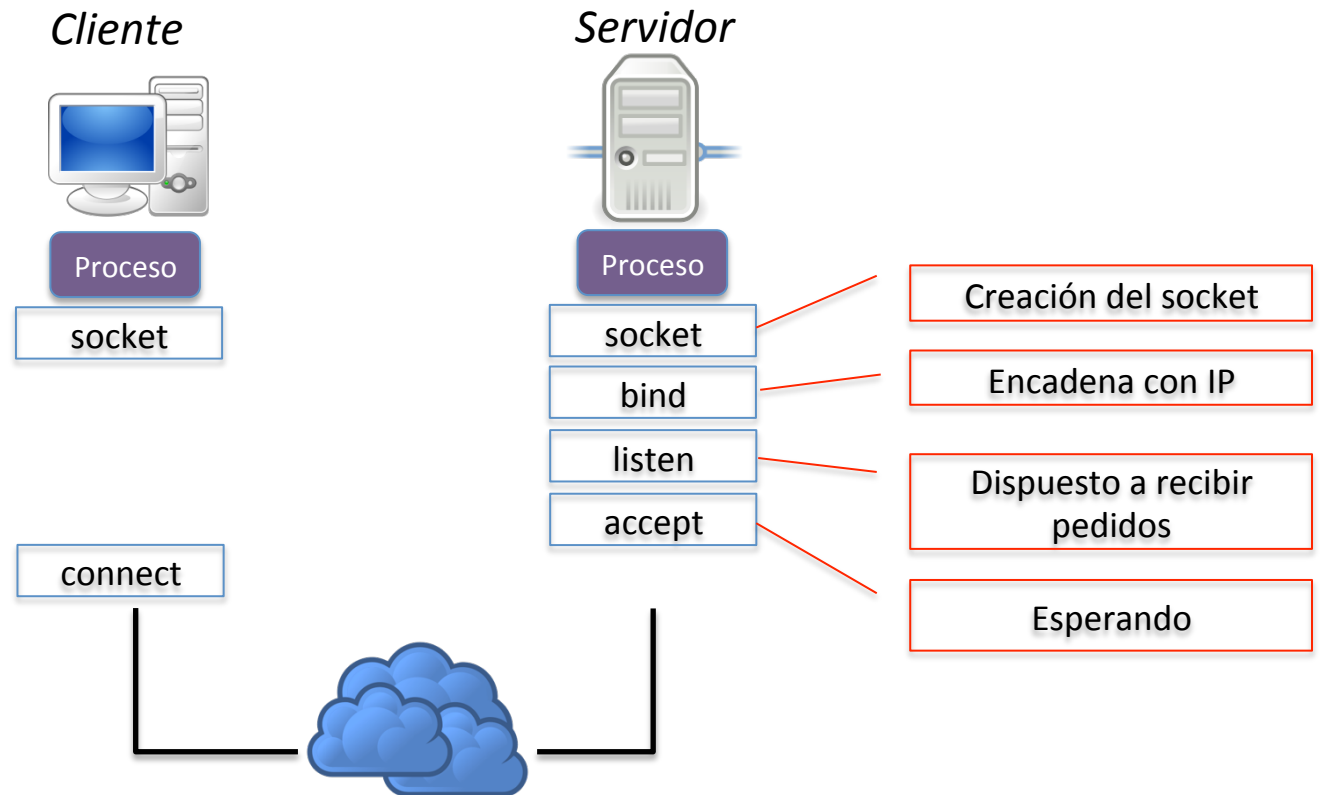 Cliente
Servidor
Proceso
socket
connect
Proceso
socket
bind
listen
accept
Creación del socket
Encadena con IP
Dispuesto a recibir
pedidos
Esperando